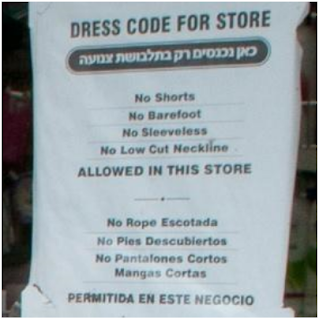 DRESS CODE FOR STORE
כאן נכנסים רק בתלבושת צנועה
No Shorts
No Barefoot
No Sleeveless
No Low Cut Neckline
ALLOWED IN THIS STORE
No Rope Escotada
No Pies Descubiertos
No Pantalones Cortos
Mangas Cortas
PERMITIDA EN ESTE NEGOCIO